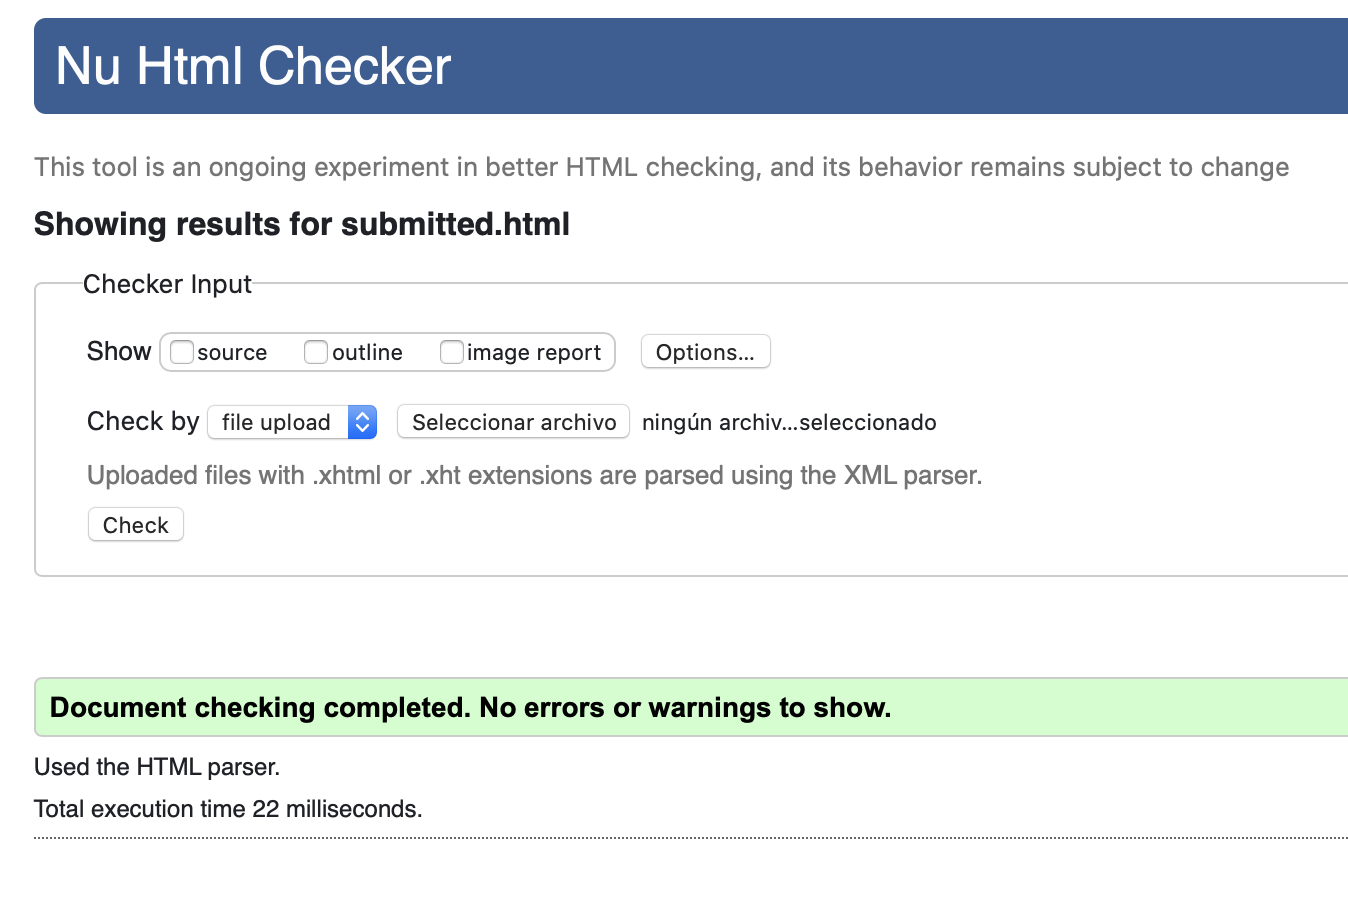 Nu Html Checker
This tool is an ongoing experiment in better HTML checking, and its behavior remains subject to change
Showing results for submitted.html
Checker Input
Show source outline image report Options...
Check by file upload Seleccionar archivo ningún archiv...seleccionado
Uploaded files with .xhtml or .xht extensions are parsed using the XML parser.
Check
Document checking completed. No errors or warnings to show.
Used the HTML parser.
Total execution time 22 milliseconds.